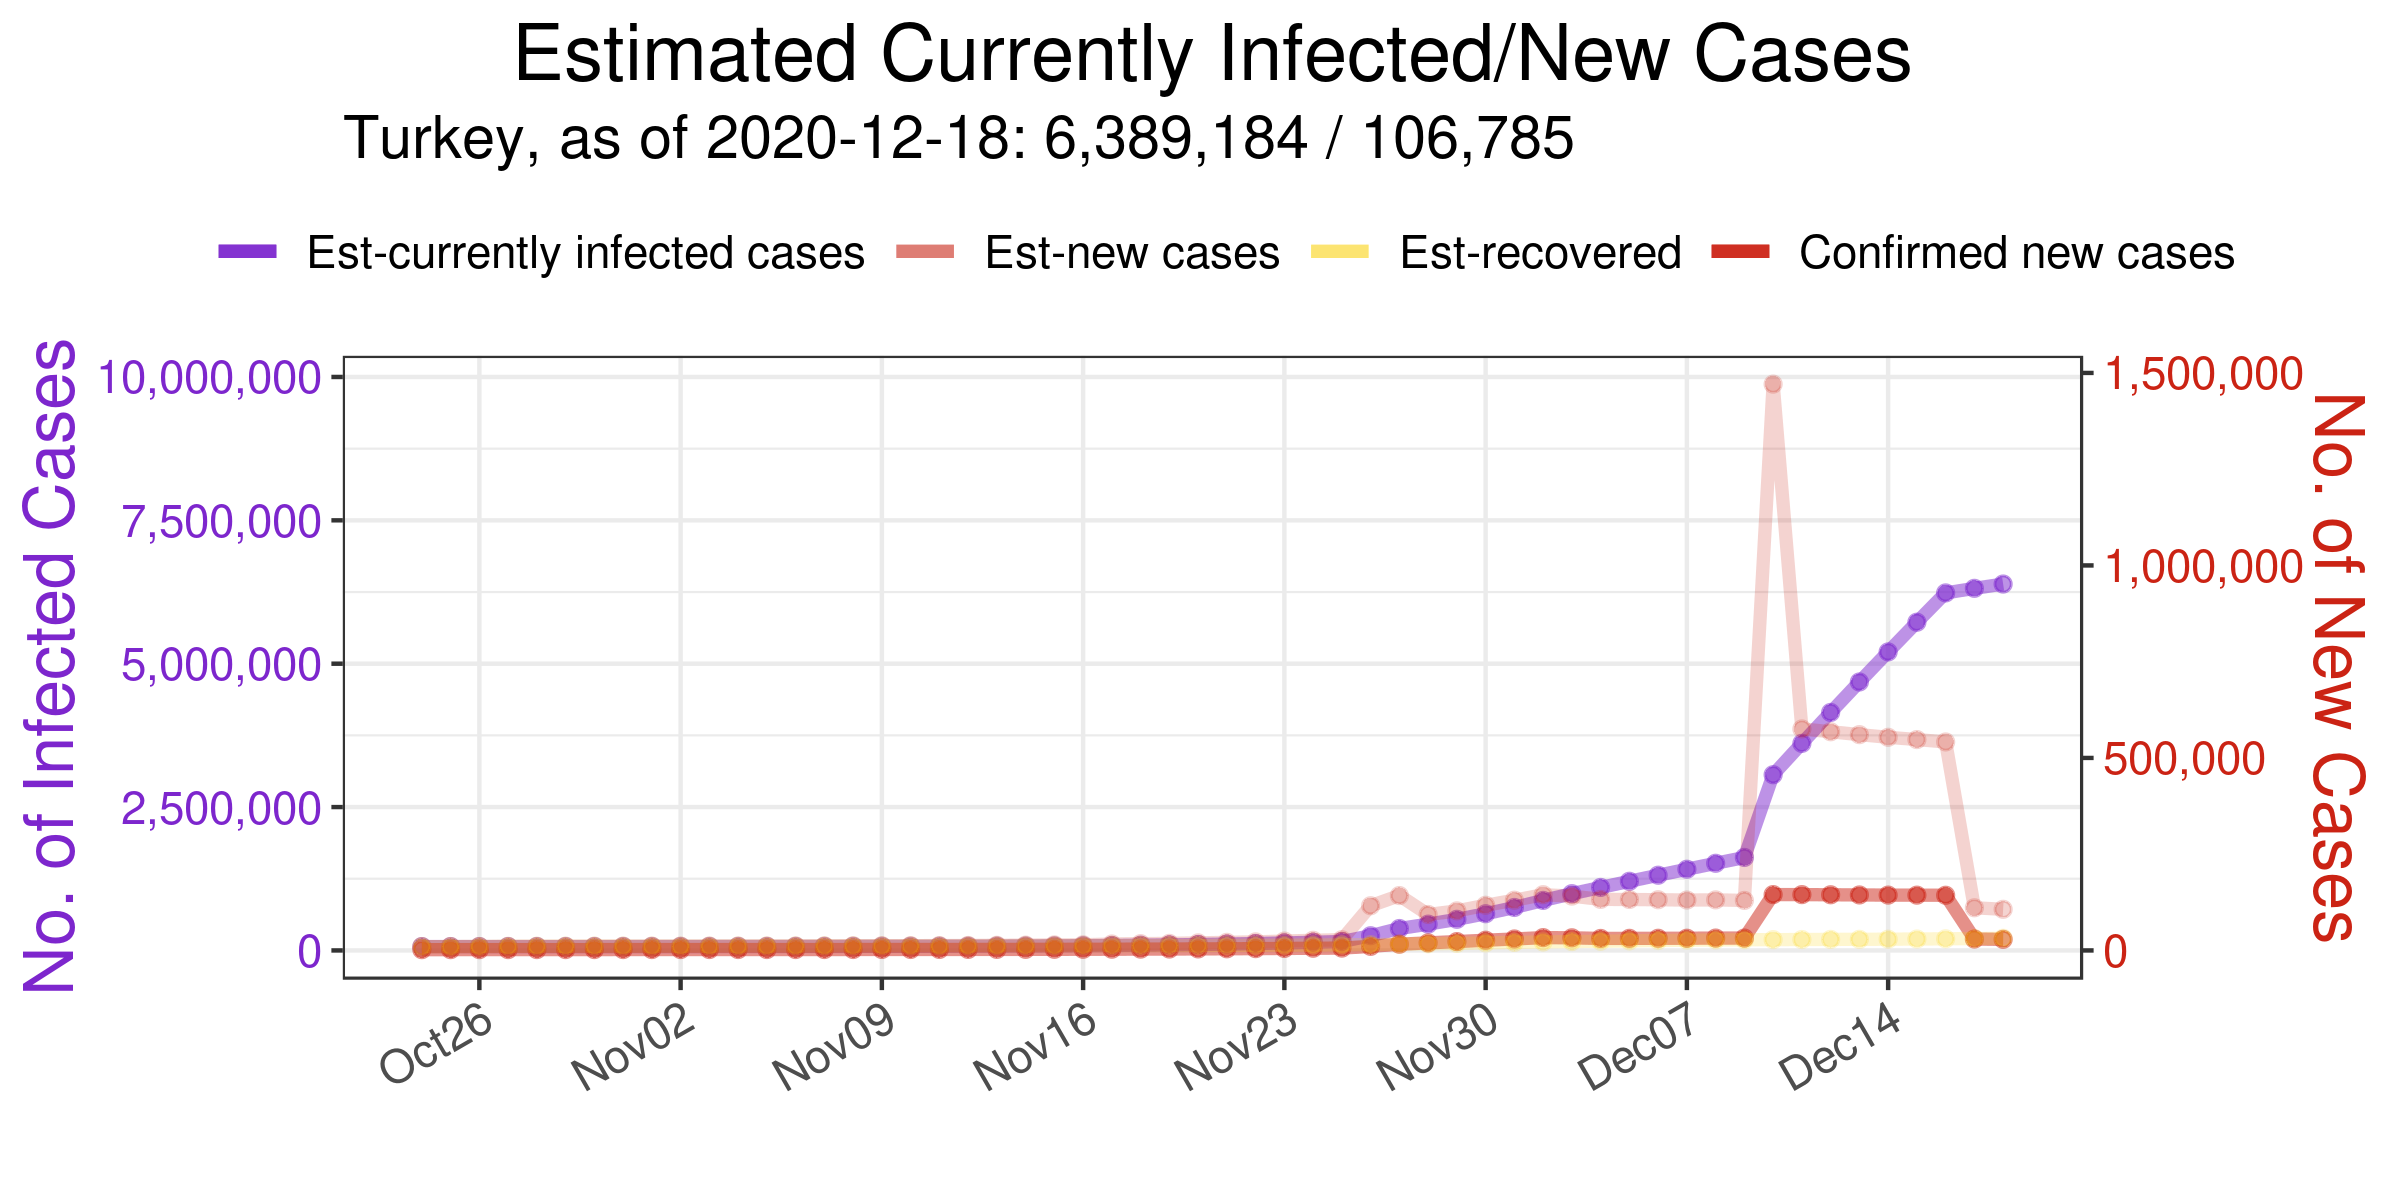 Estimated Currently Infected/New Cases
Turkey, as of 2020-12-18: 6,389,184 / 106,785
Est-currently infected cases Est-new cases Est-recovered Confirmed new cases
No. of Infected Cases
10,000,000
7,500,000
5,000,000
2,500,000
0
1,500,000
1,000,000
500,000
0
No. of New Cases
Oct26 Nov02 Nov09 Nov16 Nov23 Nov30 Dec07 Dec14